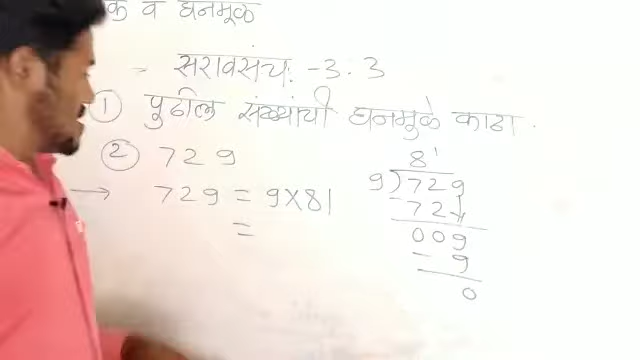 व घनमूळ
सरावसंच :- 3.3
① पुढील संख्यांची घनमुळे काढा.
② 729
→ 729 = 9×81
=
81
9)729
- 72↓
009
- 9
0